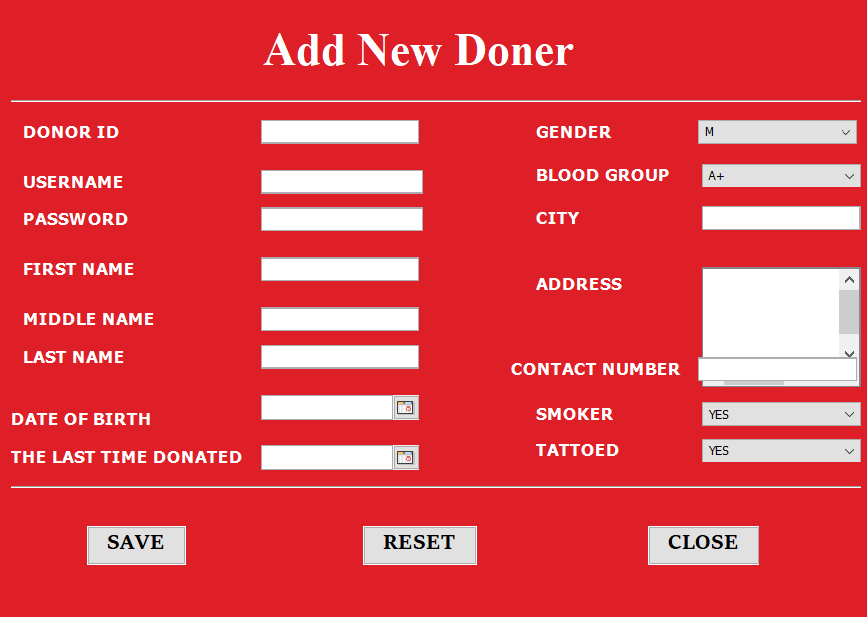 Add New Doner
DONOR ID
USERNAME
PASSWORD
FIRST NAME
MIDDLE NAME
LAST NAME
DATE OF BIRTH
THE LAST TIME DONATED
GENDER M
BLOOD GROUP A+
CITY
ADDRESS
CONTACT NUMBER
SMOKER YES
TATTOED YES
SAVE RESET CLOSE